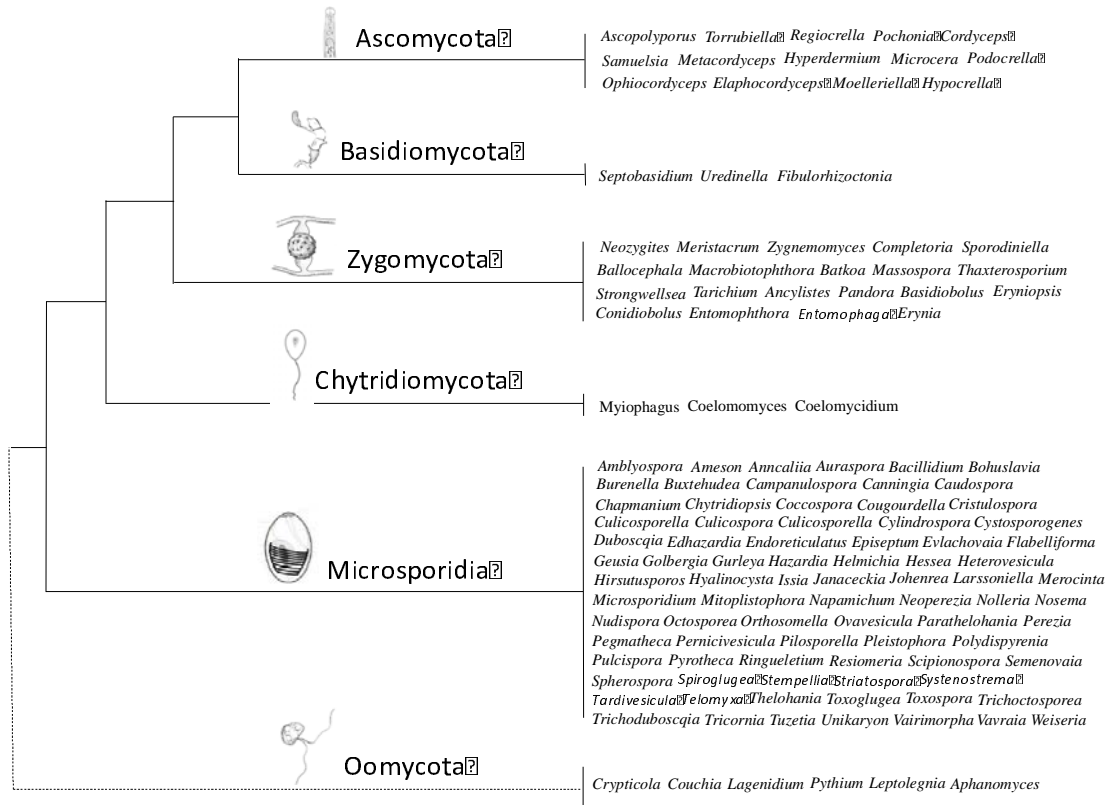 Ascomycota
Ascopolyporus Torrubiella Regiocrella Pochonia Cordyceps
Samuelsia Metacordyceps Hyperdermium Microcera Podocrella
Ophiocordyceps Elaphocordyceps Moelleriella Hypocrella
Basidiomycota
Septobasidium Uredinella Fibulorhizoctonia
Zygomycota
Neozygites Meristacrum Zygnemomyces Completoria Sporodiniella
Ballocephala Macrobiotophthora Batkoa Massospora Thaxterosporium
Strongwellsea Tarichium Ancylistes Pandora Basidiobolus Eryniopsis
Conidiobolus Entomophthora Entomophaga Erynia
Chytridiomycota
Myiophagus Coelomomyces Coelomycidium
Microsporidia
Amblyospora Ameson Anncaliia Auraspora Bacillidium Bohuslavia
Burenella Buxtehudea Campanulospora Canningia Caudospora
Chapmanium Chytridiopsis Coccospora Cougourdella Cristulospora
Culicosporella Culicospora Culicosporella Cylindrospora Cystosporogenes
Duboscqia Edhazardia Endoreticulatus Episeptum Evlachovaia Flabelliforma
Geusia Golbergia Gurleya Hazardia Helmichia Hessea Heterovesicula
Hirsutusporos Hyalinocysta Issia Janaceckia Johenrea Larssoniella Merocinta
Microsporidium Mitoplistophora Napamichum Neoperezia Nolleria Nosema
Nudispora Octosporea Orthosomella Ovavesicula Parathelohania Perezia
Pegmatheca Pernicivesicula Pilosporella Pleistophora Polydispyrenia
Pulcispora Pyrotheca Ringueletium Resiomeria Scipionospora Semenovaia
Spherospora Spiroglugea Stempellia Striatospora Systenostrema
Tardivesicula Telomyxa Thelohania Toxoglugea Toxospora Trichoctosporea
Trichoduboscqia Tricornia Tuzetia Unikaryon Vairimorpha Vavraia Weiseria
Oomycota
Crypticola Couchia Lagenidium Pythium Leptolegnia Aphanomyces